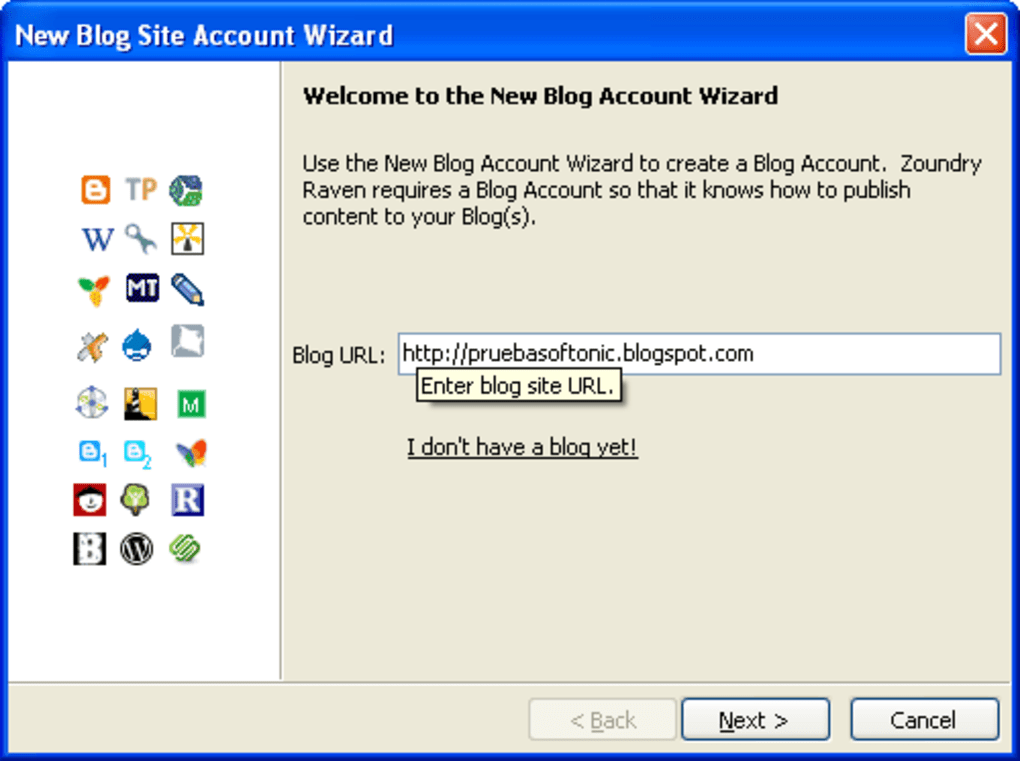 New Blog Site Account Wizard
Welcome to the New Blog Account Wizard
Use the New Blog Account Wizard to create a Blog Account.  Zoundry
Raven requires a Blog Account so that it knows how to publish
content to your Blog(s).
TP
W
MT
M
1
2
R
B
W
Blog URL: http://pruebasoftonic.blogspot.com
Enter blog site URL.
I don't have a blog yet!
< Back
Next >
Cancel